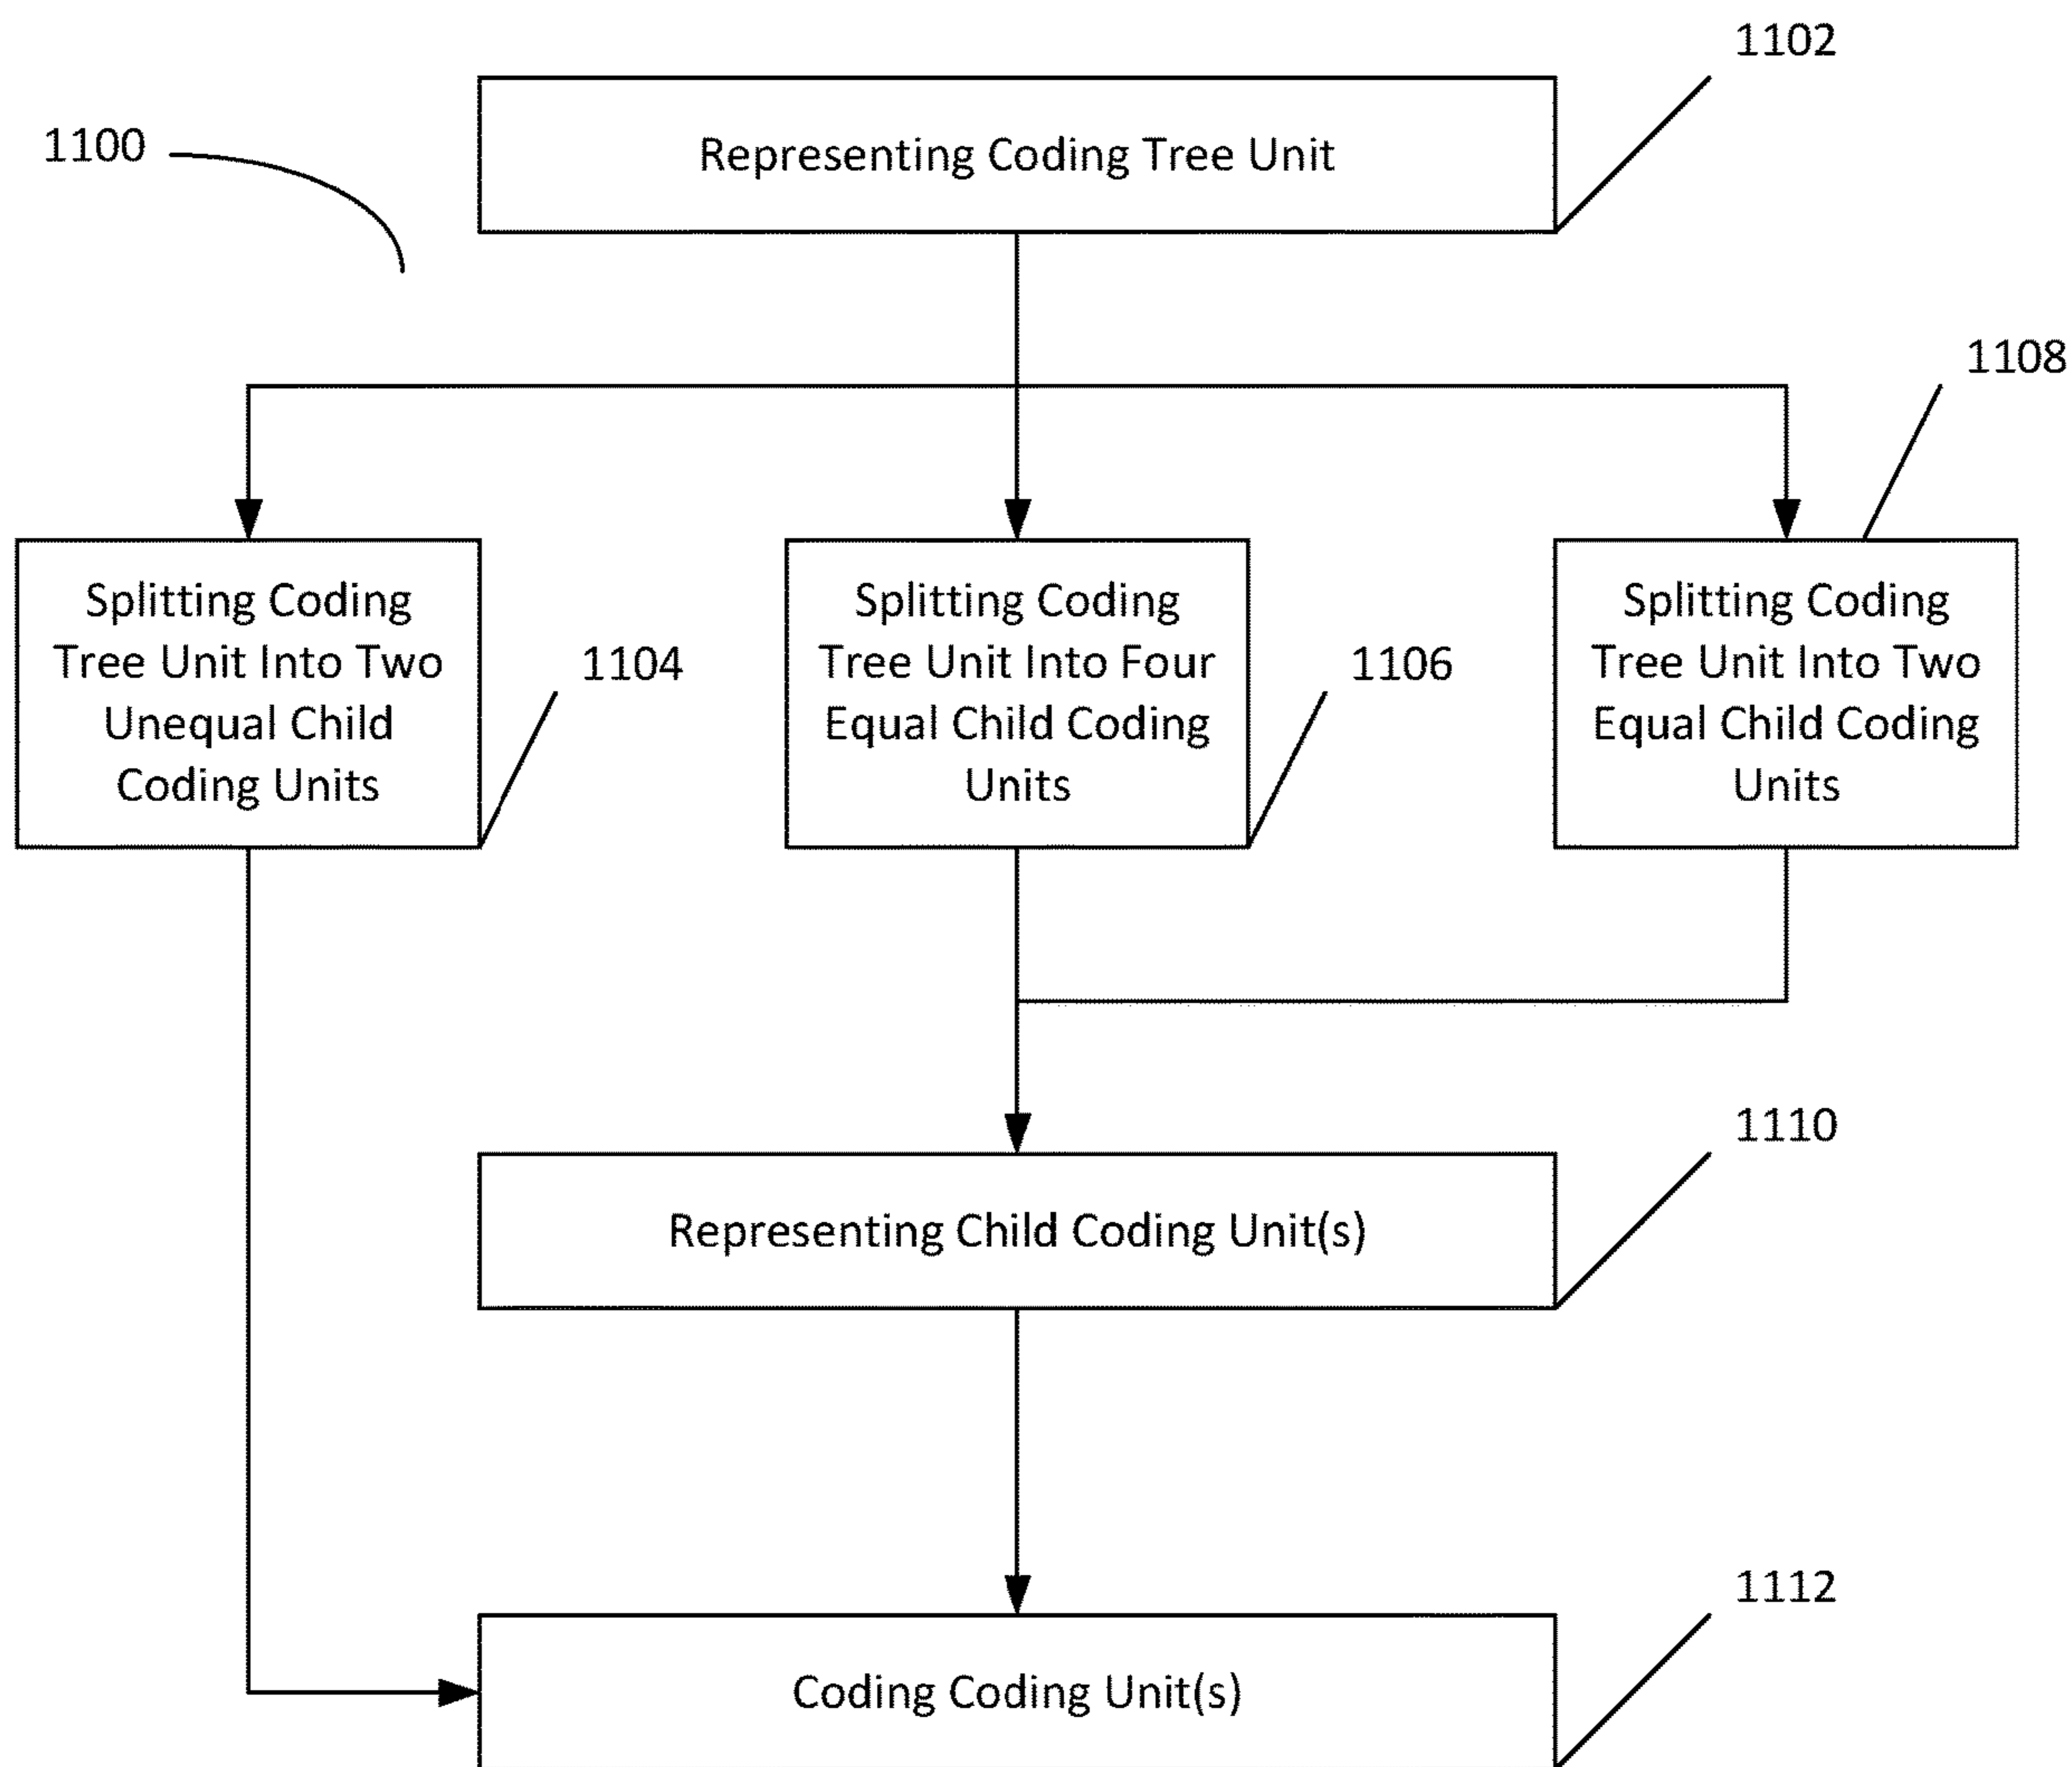 1102
1100
Representing Coding Tree Unit
1108
Splitting Coding
Tree Unit Into Two
Unequal Child
Coding Units
1104
Splitting Coding
Tree Unit Into Four
Equal Child Coding
Units
1106
Splitting Coding
Tree Unit Into Two
Equal Child Coding
Units
1110
Representing Child Coding Unit(s)
1112
Coding Coding Unit(s)